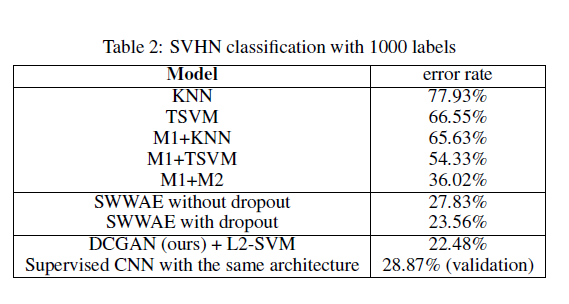 Table 2: SVHN classification with 1000 labels
Model error rate
KNN 77.93%
TSVM 66.55%
M1+KNN 65.63%
M1+TSVM 54.33%
M1+M2 36.02%
SWWAE without dropout 27.83%
SWWAE with dropout 23.56%
DCGAN (ours) + L2-SVM 22.48%
Supervised CNN with the same architecture 28.87% (validation)